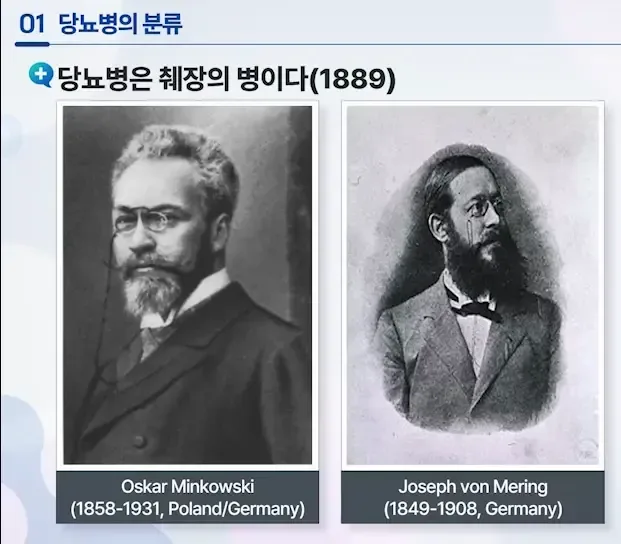 01 당뇨병의 분류
당뇨병은 췌장의 병이다(1889)
Oskar Minkowski
(1858-1931, Poland/Germany)
Joseph von Mering
(1849-1908, Germany)